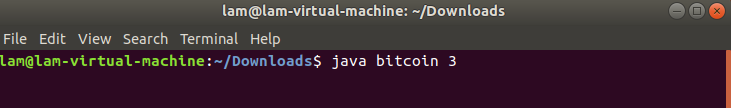 lam@lam-virtual-machine: ~/Downloads
File Edit View Search Terminal Help
lam@lam-virtual-machine:~/Downloads$ java bitcoin 3